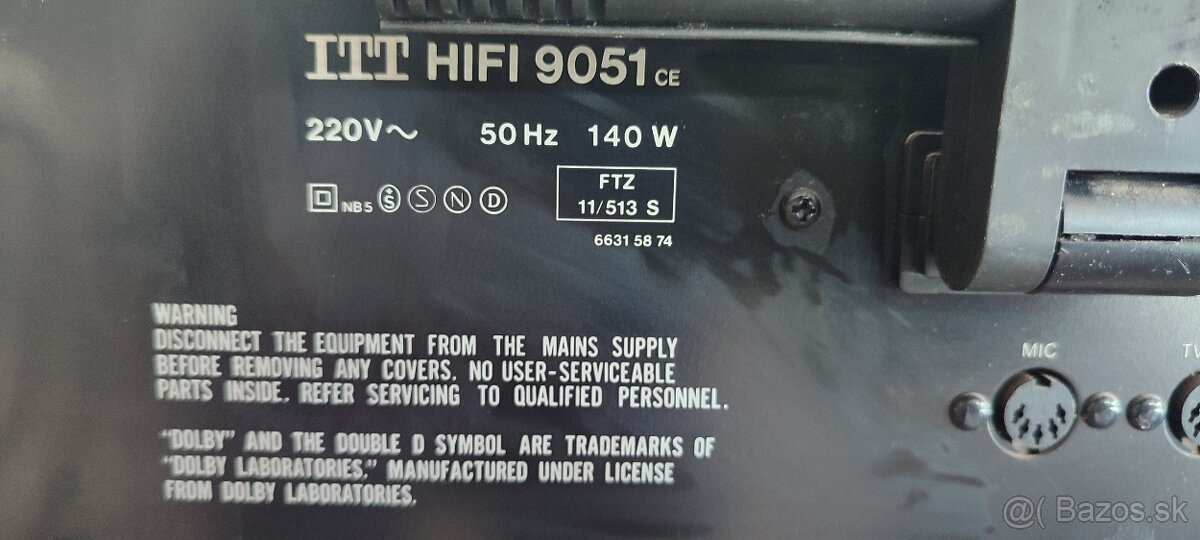 ITT HIFI 9051 CE
220V~ 50 Hz 140 W
NB5 S S N D
FTZ
11/513 S
6631 58 74
WARNING
DISCONNECT THE EQUIPMENT FROM THE MAINS SUPPLY
BEFORE REMOVING ANY COVERS. NO USER-SERVICEABLE
PARTS INSIDE. REFER SERVICING TO QUALIFIED PERSONNEL.
"DOLBY" AND THE DOUBLE D SYMBOL ARE TRADEMARKS OF
"DOLBY LABORATORIES." MANUFACTURED UNDER LICENSE
FROM DOLBY LABORATORIES.
MIC
@( Bazos.sk